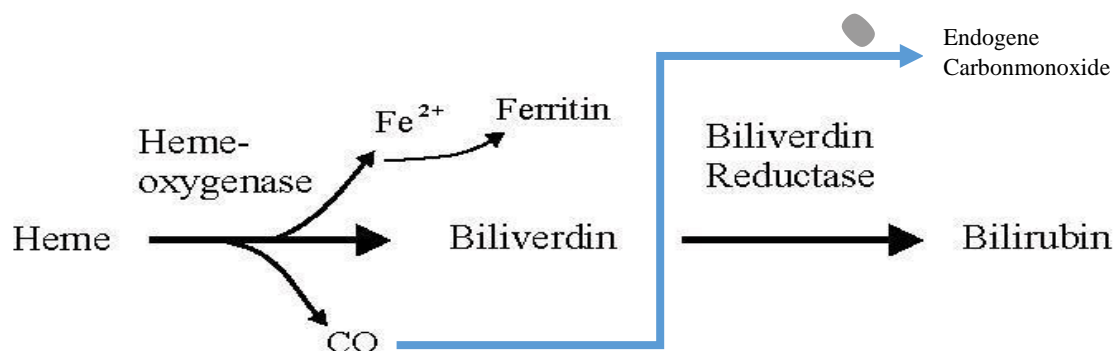 Endogene
Carbonmonoxide
Fe²⁺
Ferritin
Heme-
oxygenase
Biliverdin
Reductase
Heme
Biliverdin
Bilirubin
CO